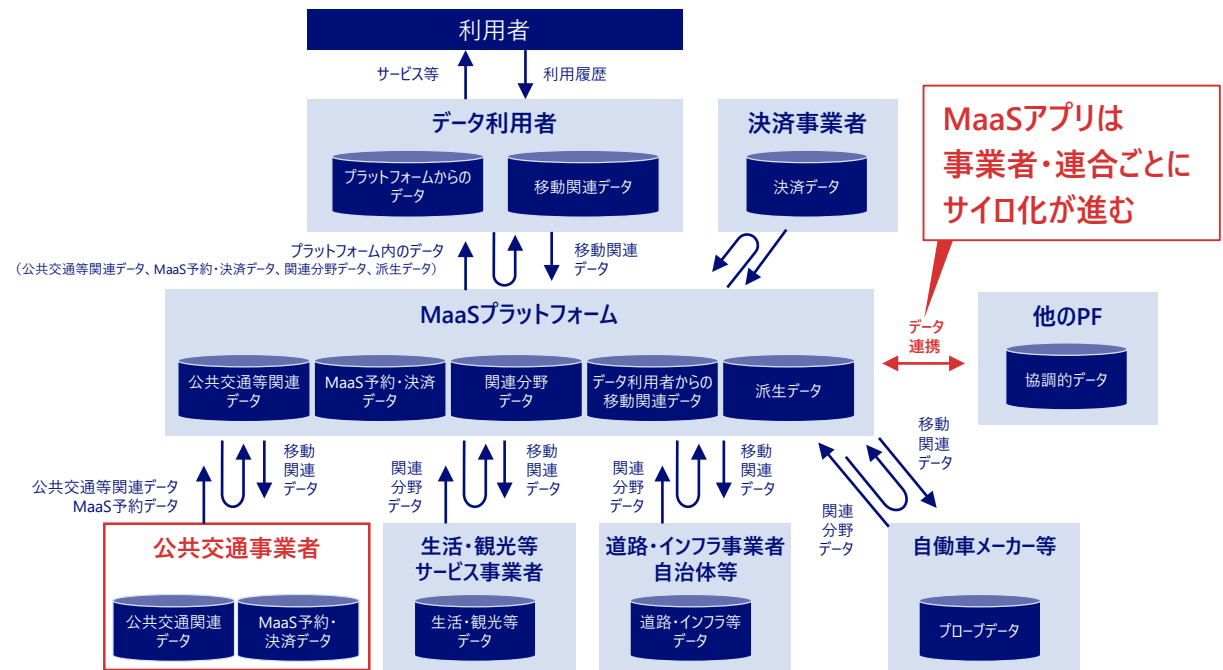 利用者
サービス等
利用履歴
データ利用者
プラットフォームからの
データ
移動関連データ
決済事業者
決済データ
MaaSアプリは
事業者・連合ごとに
サイロ化が進む
プラットフォーム内のデータ
（公共交通等関連データ、MaaS予約・決済データ、関連分野データ、派生データ）
移動関連
データ
MaaSプラットフォーム
公共交通等関連
データ
MaaS予約・決済
データ
関連分野
データ
データ利用者からの
移動関連データ
派生データ
データ
連携
他のPF
協調的データ
公共交通等関連データ
MaaS予約データ
移動
関連
データ
関連
分野
データ
移動
関連
データ
関連
分野
データ
移動
関連
データ
関連
分野
データ
移動
関連
データ
公共交通事業者
公共交通関連
データ
MaaS予約・
決済データ
生活・観光等
サービス事業者
生活・観光等
データ
道路・インフラ事業者
自治体等
道路・インフラ等
データ
自働車メーカー等
プローブデータ